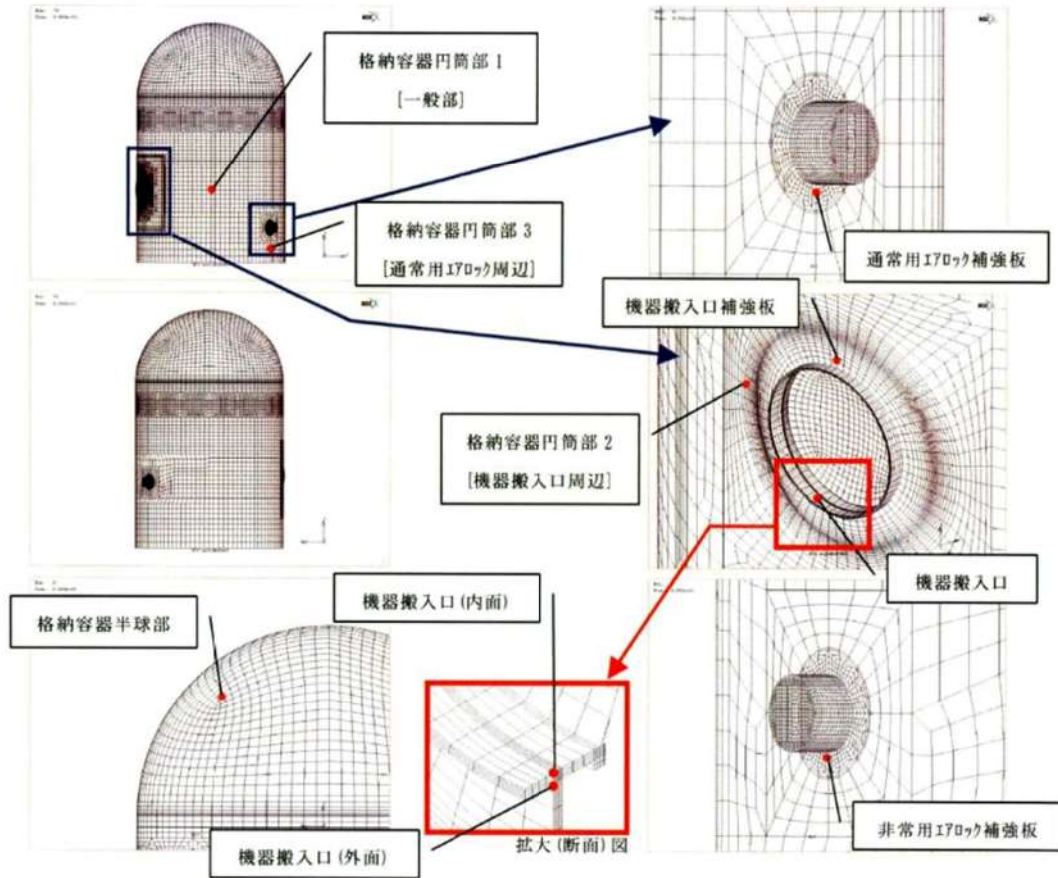 格納容器円筒部1
[一般部]
格納容器円筒部3
[通常用エアロック周辺]
通常用エアロック補強板
機器搬入口補強板
格納容器円筒部2
[機器搬入口周辺]
機器搬入口
機器搬入口(内面)
格納容器半球部
機器搬入口(外面)
拡大(断面)図
非常用エアロック補強板